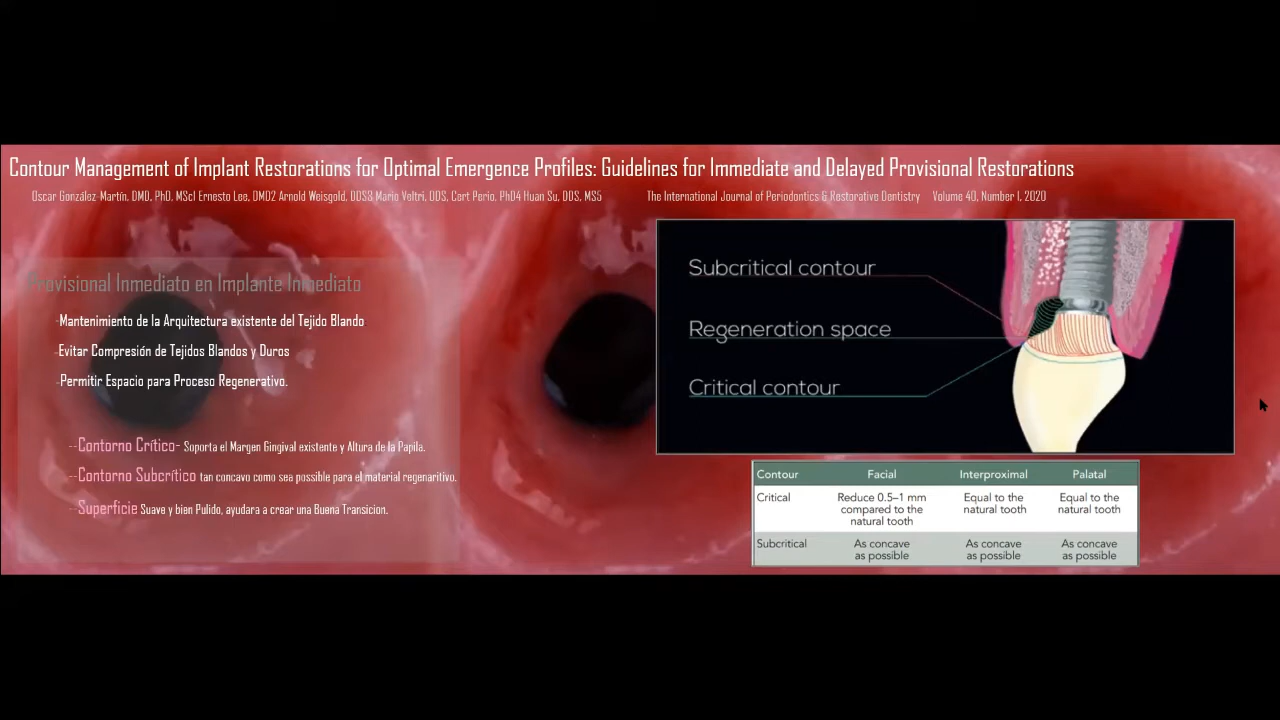 Contour Management of Implant Restorations for Optimal Emergence Profiles: Guidelines for Immediate and Delayed Provisional Restorations
Oscar González-Martín, DMD, PhD, MSc1 Ernesto Lee, DMD2 Arnold Weisgold, DDS3 Mario Veltri, DDS, Cert Perio, PhD4 Huan Su, DDS, MS5
The International Journal of Periodontics & Restorative Dentistry Volume 40, Number 1, 2020
Provisional Inmediato en Implante Inmediato
-Mantenimiento de la Arquitectura existente del Tejido Blando.
-Evitar Compresión de Tejidos Blandos y Duros
-Permitir Espacio para Proceso Regenerativo.
--Contorno Crítico- Soporta el Margen Gingival existente y Altura de la Papila.
--Contorno Subcrítico tan concavo como sea possible para el material regenaritivo.
--Superficie Suave y bien Pulido, ayudara a crear una Buena Transicion.
Subcritical contour
Regeneration space
Critical contour
Contour Facial Interproximal Palatal
Critical Reduce 0.5–1 mm compared to the natural tooth Equal to the natural tooth Equal to the natural tooth
Subcritical As concave as possible As concave as possible As concave as possible